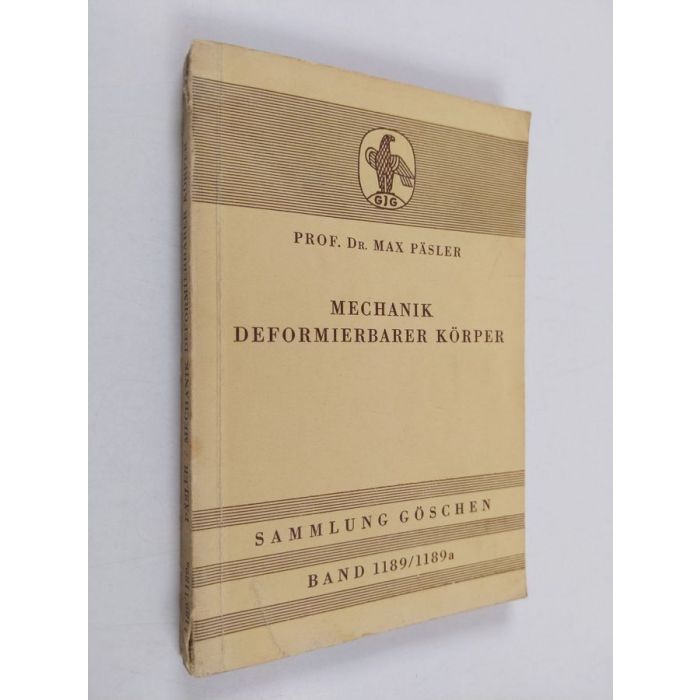 GJG
PROF. DR. MAX PÄSLER
MECHANIK
DEFORMIERBARER KÖRPER
SAMMLUNG GÖSCHEN
BAND 1189/1189a
PÄSLER / MECHANIK DEFORMIERBARER KÖRPER